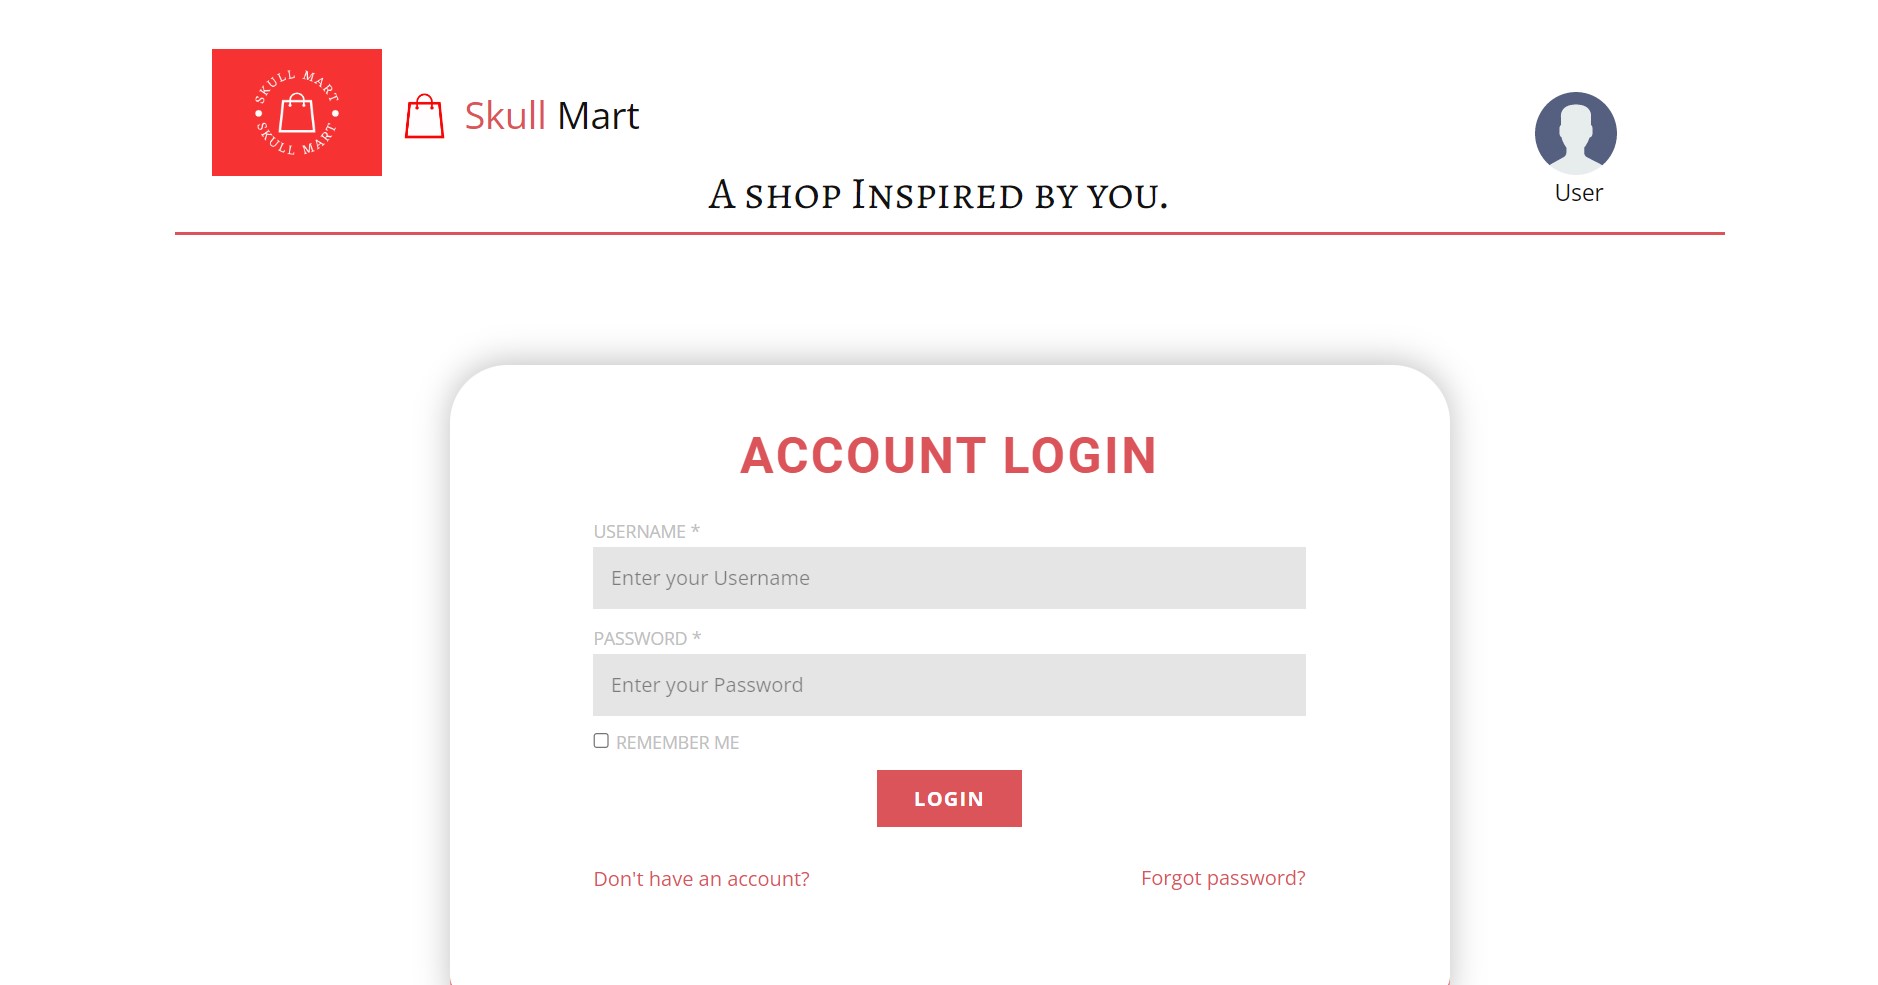 SKULL MART
SKULL MART
Skull Mart
A shop Inspired by you.
User
ACCOUNT LOGIN
USERNAME *
Enter your Username
PASSWORD *
Enter your Password
REMEMBER ME
LOGIN
Don't have an account?
Forgot password?